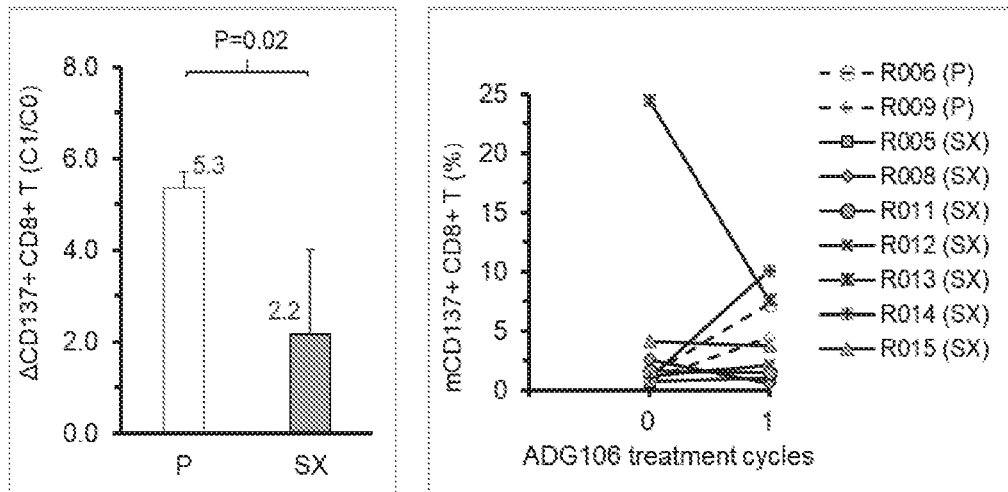 P=0.02
ΔCD137+ CD8+ T (C1/C0)
8.0
6.0
4.0
2.0
0.0
5.3
2.2
P
SX
mCD137+ CD8+ T (%)
25
20
15
10
5
0
0
1
ADG106 treatment cycles
R006 (P)
R009 (P)
R005 (SX)
R008 (SX)
R011 (SX)
R012 (SX)
R013 (SX)
R014 (SX)
R015 (SX)